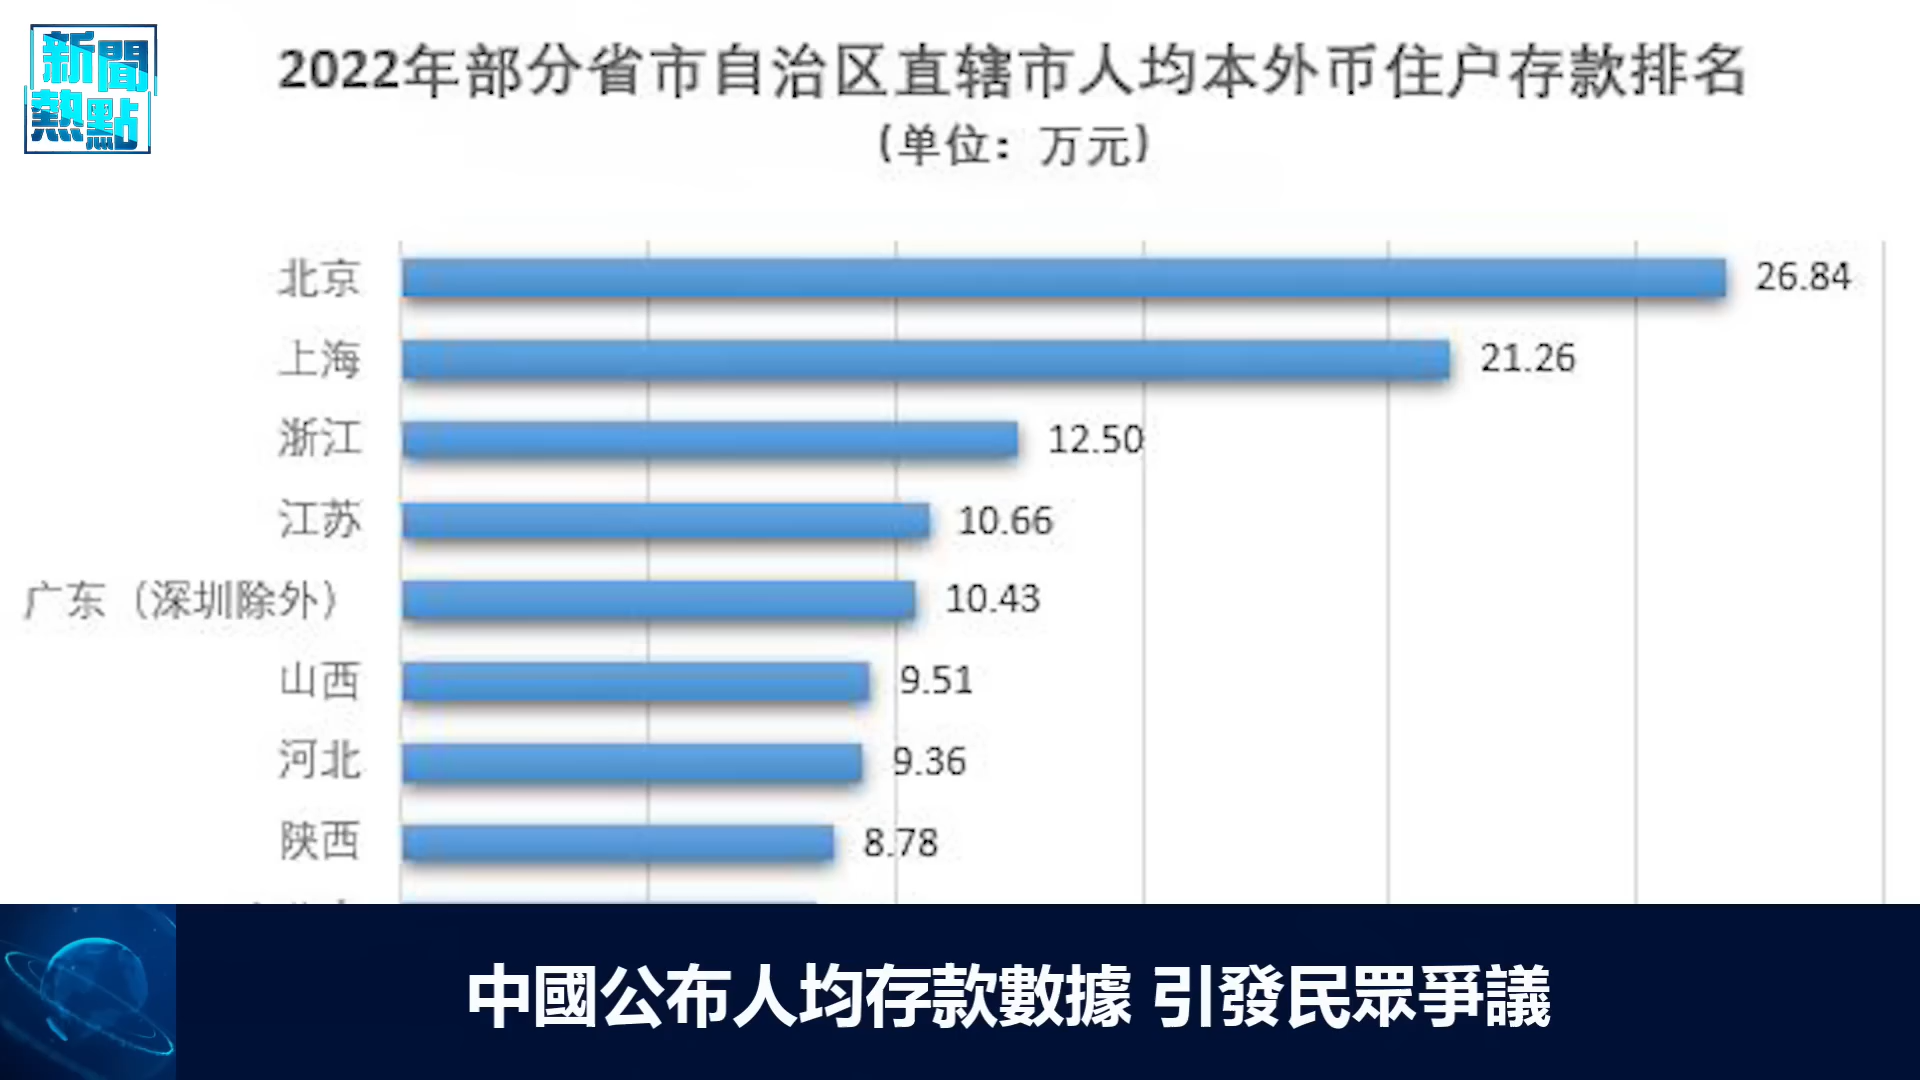 新聞
熱點
2022年部分省市自治区直辖市人均本外币住户存款排名
(单位：万元)
北京 26.84
上海 21.26
浙江 12.50
江苏 10.66
广东（深圳除外） 10.43
山西 9.51
河北 9.36
陕西 8.78
中國公布人均存款數據 引發民眾爭議